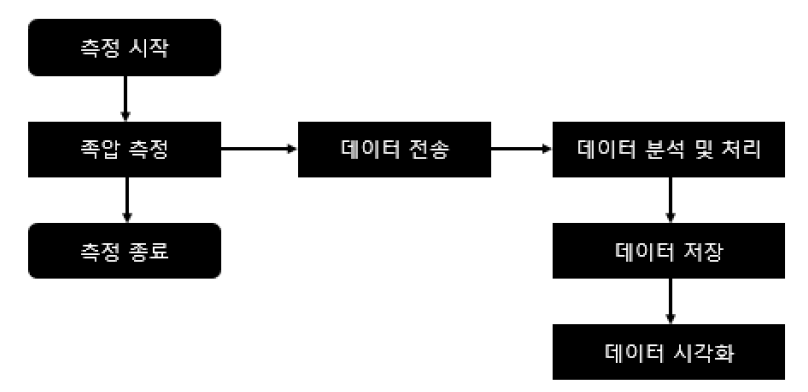 측정 시작
족압 측정
데이터 전송
데이터 분석 및 처리
측정 종료
데이터 저장
데이터 시각화